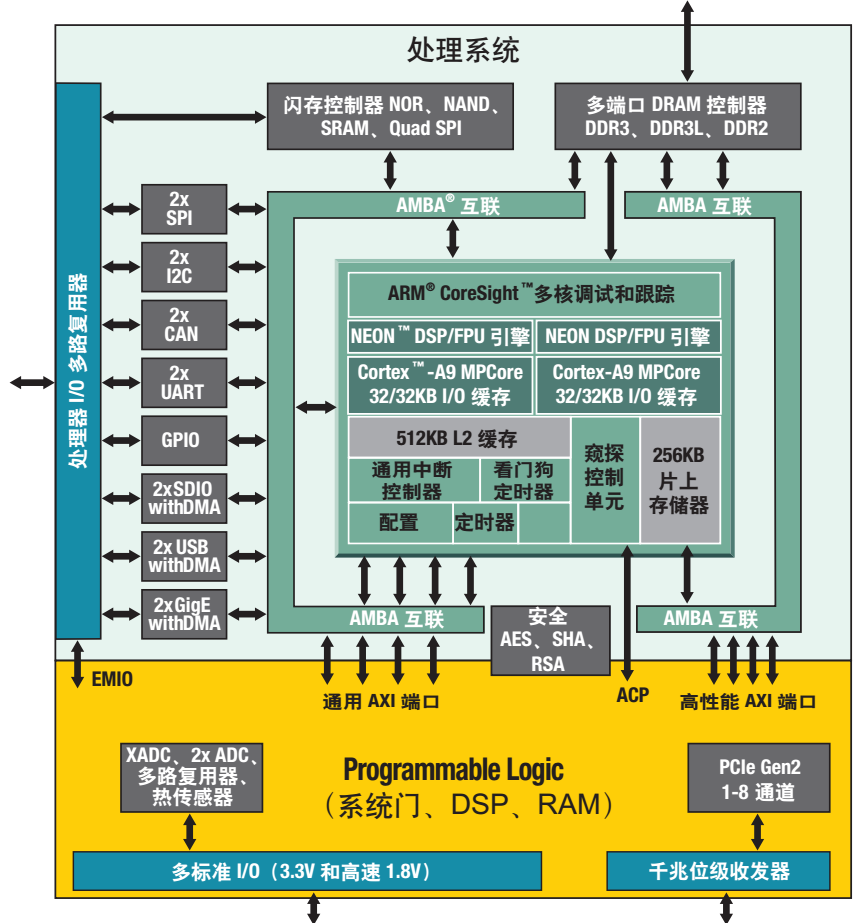 处理系统
闪存控制器 NOR、NAND、
SRAM、Quad SPI
多端口 DRAM 控制器
DDR3、DDR3L、DDR2
处理器 I/O 多路复用器
2x
SPI
2x
I2C
2x
CAN
2x
UART
GPIO
2xSDIO
withDMA
2x USB
withDMA
2xGigE
withDMA
AMBA® 互联
AMBA 互联
ARM® CoreSight™多核调试和跟踪
NEON™ DSP/FPU 引擎
NEON DSP/FPU 引擎
Cortex™-A9 MPCore
32/32KB I/O 缓存
Cortex-A9 MPCore
32/32KB I/O 缓存
512KB L2 缓存
通用中断
控制器
看门狗
定时器
配置
定时器
窥探
控制
单元
256KB
片上
存储器
AMBA 互联
安全
AES、SHA、
RSA
AMBA 互联
EMIO
通用 AXI 端口
ACP
高性能 AXI 端口
XADC、2x ADC、
多路复用器、
热传感器
Programmable Logic
（系统门、DSP、RAM）
PCIe Gen2
1-8 通道
多标准 I/O（3.3V 和高速 1.8V）
千兆位级收发器